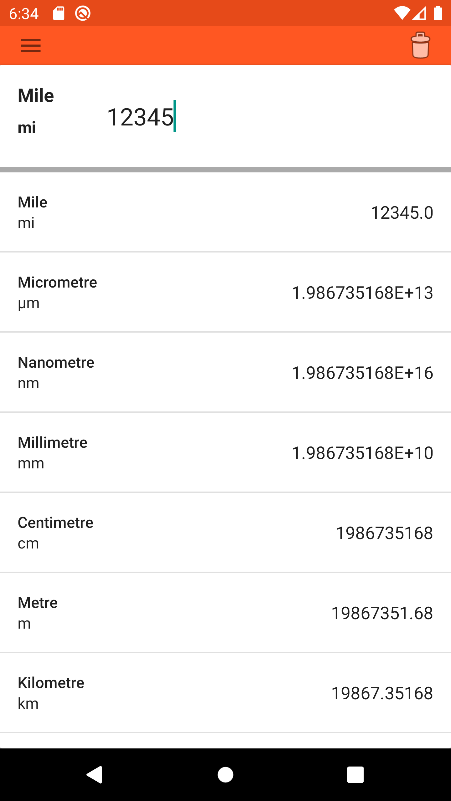 6:34
Mile
mi
12345
Mile
mi
12345.0
Micrometre
µm
1.986735168E+13
Nanometre
nm
1.986735168E+16
Millimetre
mm
1.986735168E+10
Centimetre
cm
1986735168
Metre
m
19867351.68
Kilometre
km
19867.35168